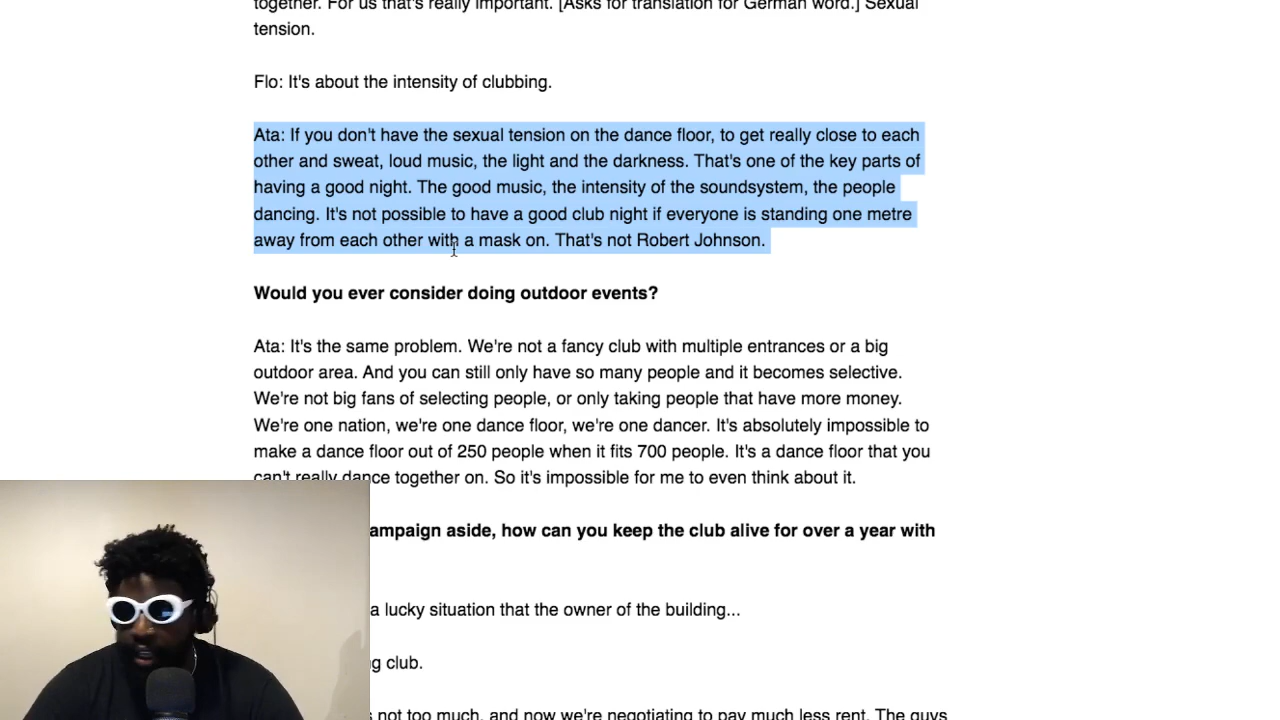 together. For us that's really important. [Asks for translation for German word.] Sexual
tension.
Flo: It's about the intensity of clubbing.
Ata: If you don't have the sexual tension on the dance floor, to get really close to each
other and sweat, loud music, the light and the darkness. That's one of the key parts of
having a good night. The good music, the intensity of the soundsystem, the people
dancing. It's not possible to have a good club night if everyone is standing one metre
away from each other with a mask on. That's not Robert Johnson.
Would you ever consider doing outdoor events?
Ata: It's the same problem. We're not a fancy club with multiple entrances or a big
outdoor area. And you can still only have so many people and it becomes selective.
We're not big fans of selecting people, or only taking people that have more money.
We're one nation, we're one dance floor, we're one dancer. It's absolutely impossible to
make a dance floor out of 250 people when it fits 700 people. It's a dance floor that you
can't really dance together on. So it's impossible for me to even think about it.
ampaign aside, how can you keep the club alive for over a year with
a lucky situation that the owner of the building...
g club.
not too much, and now we're negotiating to pay much less rent. The guys